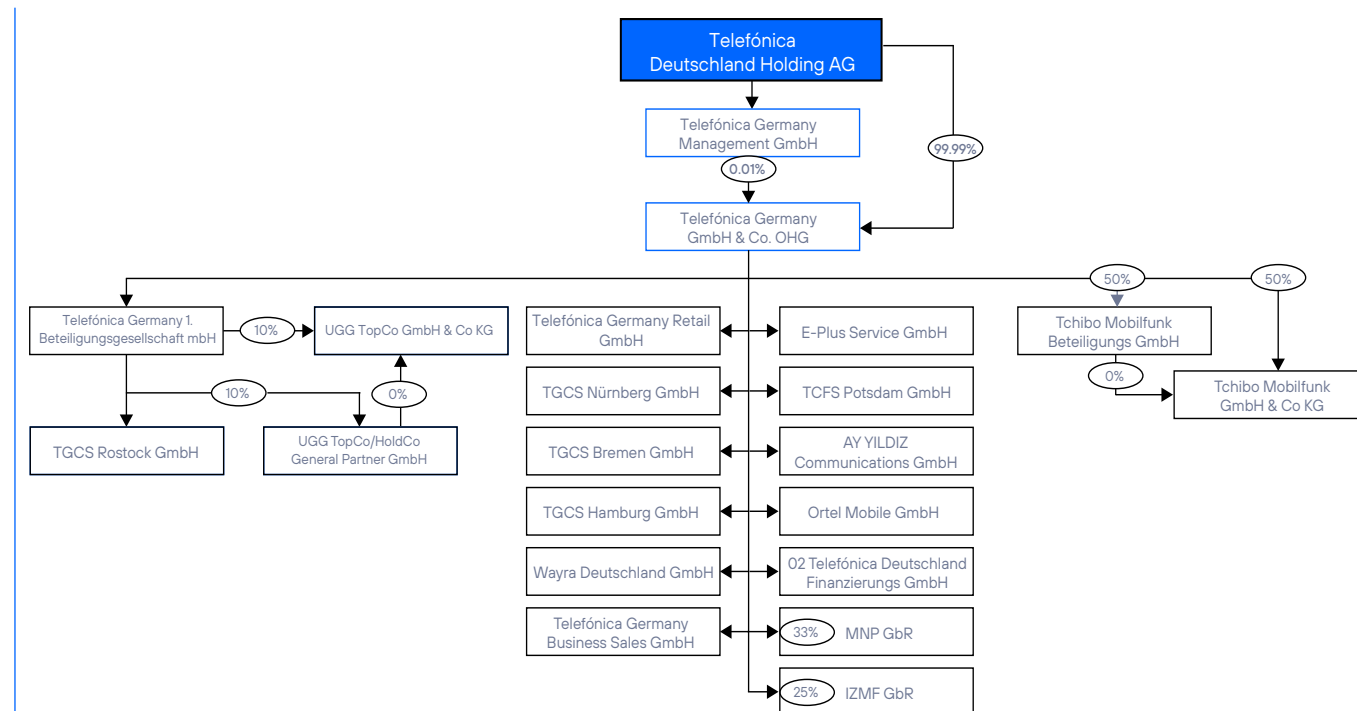 Telefónica
Deutschland Holding AG
Telefónica Germany
Management GmbH
99.99%
0.01%
Telefónica Germany
GmbH & Co. OHG
50%
50%
Telefónica Germany 1.
Beteiligungsgesellschaft mbH
10%
UGG TopCo GmbH & Co KG
Telefónica Germany Retail
GmbH
E-Plus Service GmbH
Tchibo Mobilfunk
Beteiligungs GmbH
0%
Tchibo Mobilfunk
GmbH & Co KG
10%
0%
TGCS Nürnberg GmbH
TCFS Potsdam GmbH
TGCS Rostock GmbH
UGG TopCo/HoldCo
General Partner GmbH
TGCS Bremen GmbH
AY YILDIZ
Communications GmbH
TGCS Hamburg GmbH
Ortel Mobile GmbH
Wayra Deutschland GmbH
02 Telefónica Deutschland
Finanzierungs GmbH
Telefónica Germany
Business Sales GmbH
33%
MNP GbR
25%
IZMF GbR